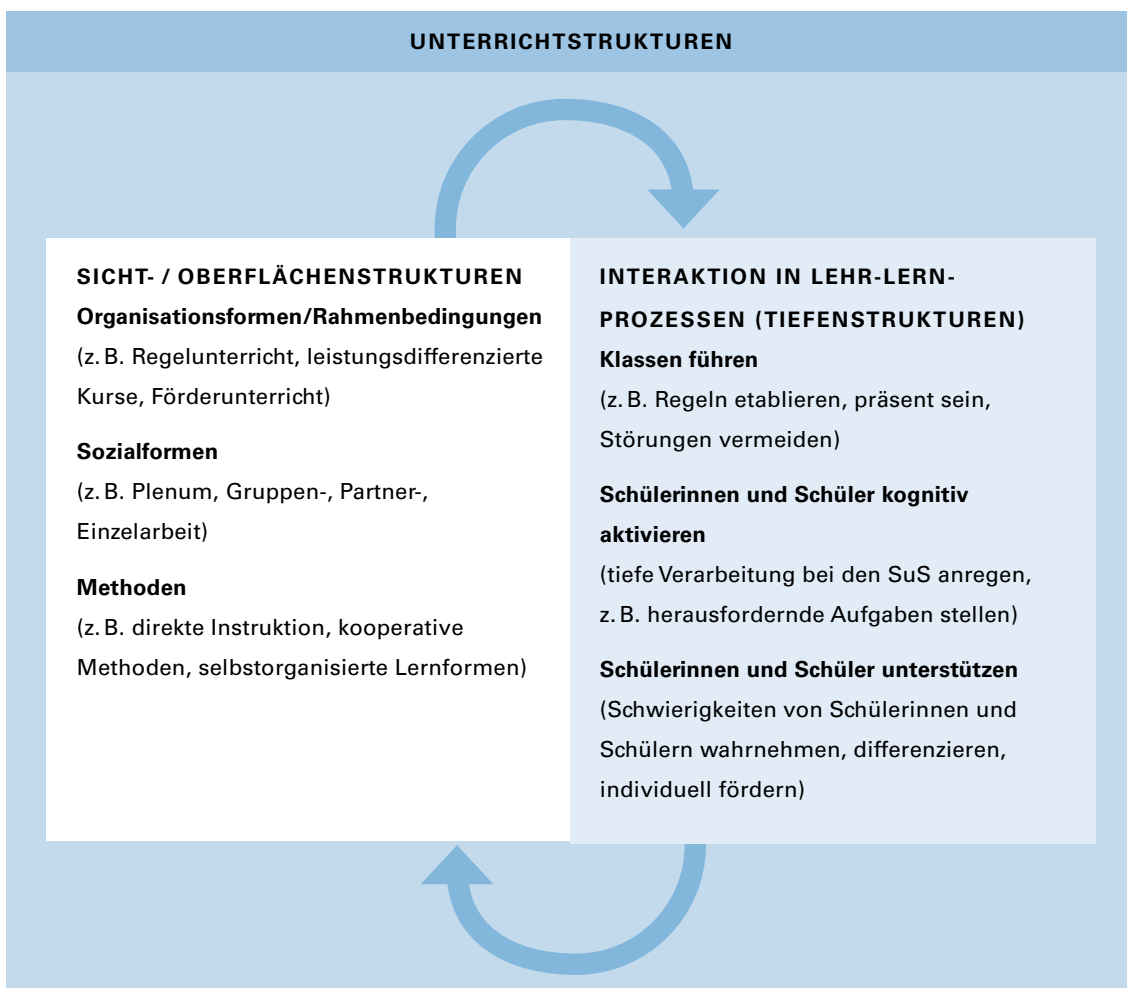 UNTERRICHTSTRUKTUREN
SICHT- / OBERFLÄCHENSTRUKTUREN
Organisationsformen/Rahmenbedingungen
(z. B. Regelunterricht, leistungsdifferenzierte
Kurse, Förderunterricht)
Sozialformen
(z. B. Plenum, Gruppen-, Partner-,
Einzelarbeit)
Methoden
(z. B. direkte Instruktion, kooperative
Methoden, selbstorganisierte Lernformen)
INTERAKTION IN LEHR-LERN-
PROZESSEN (TIEFENSTRUKTUREN)
Klassen führen
(z. B. Regeln etablieren, präsent sein,
Störungen vermeiden)
Schülerinnen und Schüler kognitiv
aktivieren
(tiefe Verarbeitung bei den SuS anregen,
z. B. herausfordernde Aufgaben stellen)
Schülerinnen und Schüler unterstützen
(Schwierigkeiten von Schülerinnen und
Schülern wahrnehmen, differenzieren,
individuell fördern)